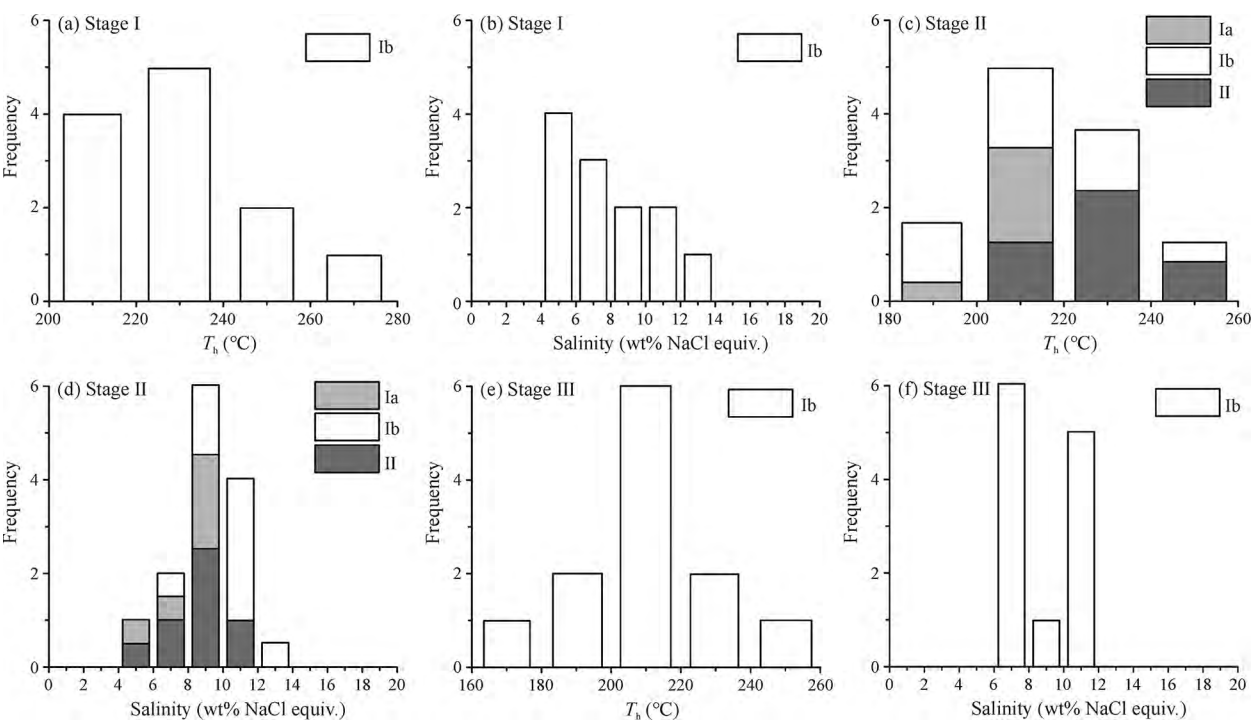 (a) Stage I
Ib
Frequency
6
4
2
0
200 220 240 260 280
Th (°C)
(b) Stage I
Ib
Frequency
6
4
2
0
0 2 4 6 8 10 12 14 16 18 20
Salinity (wt% NaCl equiv.)
(c) Stage II
Ia
Ib
II
Frequency
6
4
2
0
180 200 220 240 260
Th (°C)
(d) Stage II
Ia
Ib
II
Frequency
6
4
2
0
0 2 4 6 8 10 12 14 16 18 20
Salinity (wt% NaCl equiv.)
(e) Stage III
Ib
Frequency
6
4
2
0
160 180 200 220 240 260
Th (°C)
(f) Stage III
Ib
Frequency
6
4
2
0
0 2 4 6 8 10 12 14 16 18 20
Salinity (wt% NaCl equiv.)